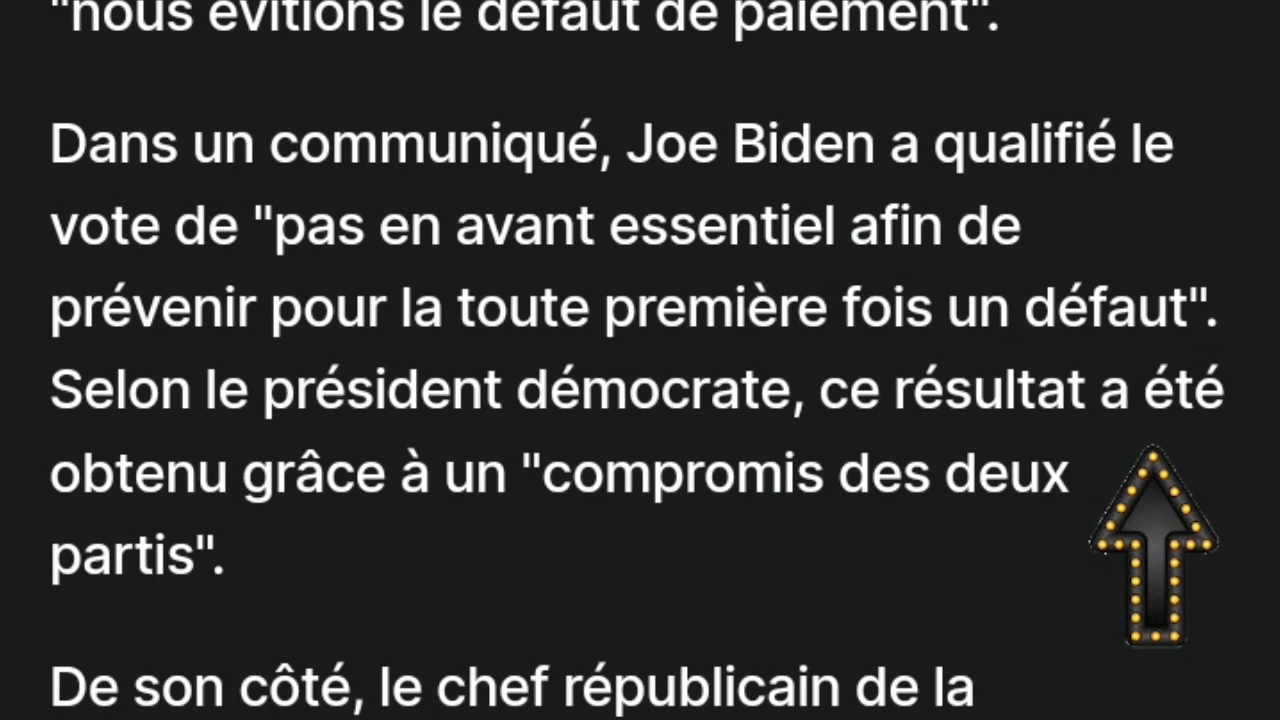 "nous évitions le défaut de paiement".
Dans un communiqué, Joe Biden a qualifié le
vote de "pas en avant essentiel afin de
prévenir pour la toute première fois un défaut".
Selon le président démocrate, ce résultat a été
obtenu grâce à un "compromis des deux
partis".
De son côté, le chef républicain de la